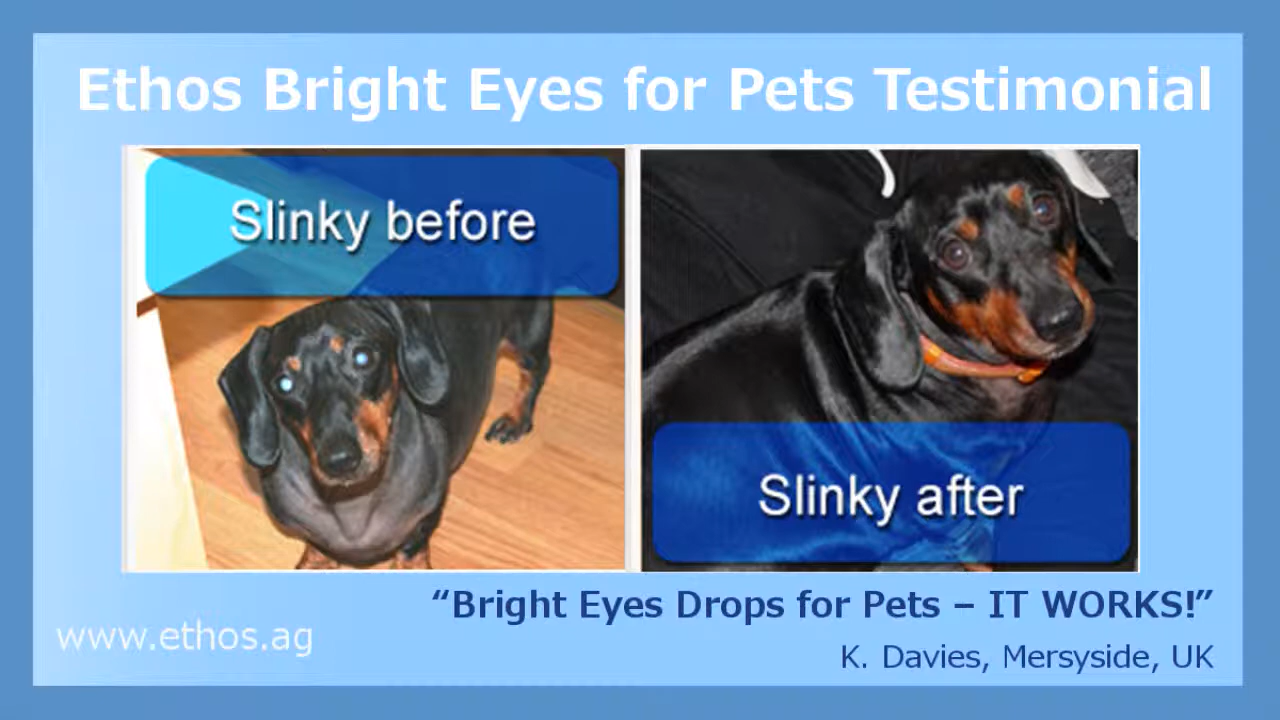 Ethos Bright Eyes for Pets Testimonial
Slinky before
Slinky after
“Bright Eyes Drops for Pets – IT WORKS!”
www.ethos.ag
K. Davies, Mersyside, UK